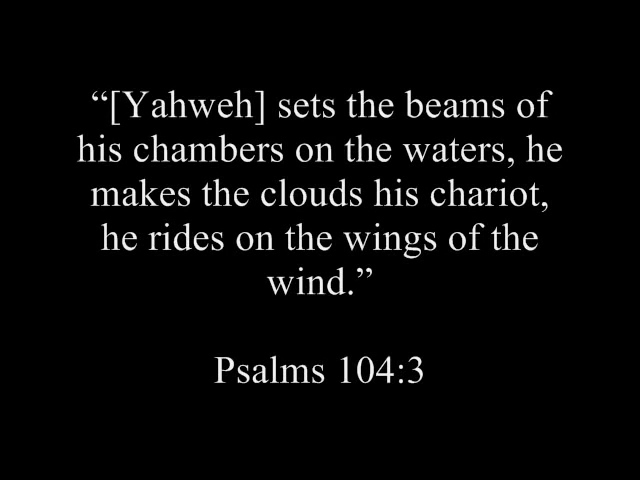 “[Yahweh] sets the beams of
his chambers on the waters, he
makes the clouds his chariot,
he rides on the wings of the
wind.”
Psalms 104:3